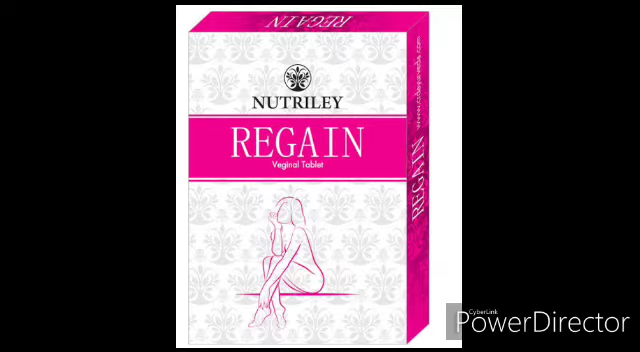 REGAIN
NUTRILEY
REGAIN
Veginal Tablet
REGAIN
CyberLink
PowerDirector